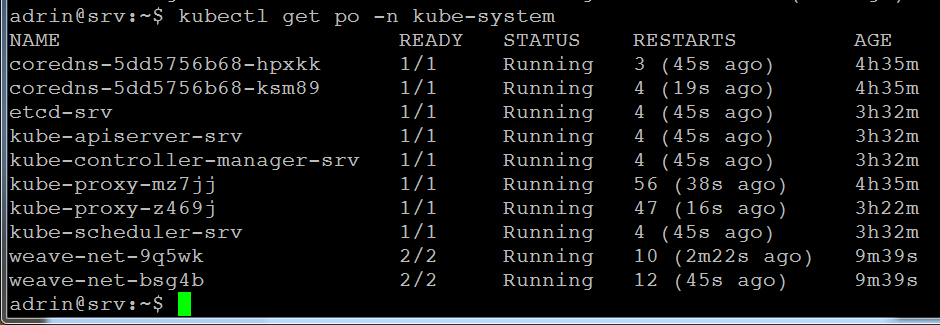 adrin@srv:~$ kubectl get po -n kube-system
NAME READY STATUS RESTARTS AGE
coredns-5dd5756b68-hpxkk 1/1 Running 3 (45s ago) 4h35m
coredns-5dd5756b68-ksm89 1/1 Running 4 (19s ago) 4h35m
etcd-srv 1/1 Running 4 (45s ago) 3h32m
kube-apiserver-srv 1/1 Running 4 (45s ago) 3h32m
kube-controller-manager-srv 1/1 Running 4 (45s ago) 3h32m
kube-proxy-mz7jj 1/1 Running 56 (38s ago) 4h35m
kube-proxy-z469j 1/1 Running 47 (16s ago) 3h22m
kube-scheduler-srv 1/1 Running 4 (45s ago) 3h32m
weave-net-9q5wk 2/2 Running 10 (2m22s ago) 9m39s
weave-net-bsg4b 2/2 Running 12 (45s ago) 9m39s
adrin@srv:~$